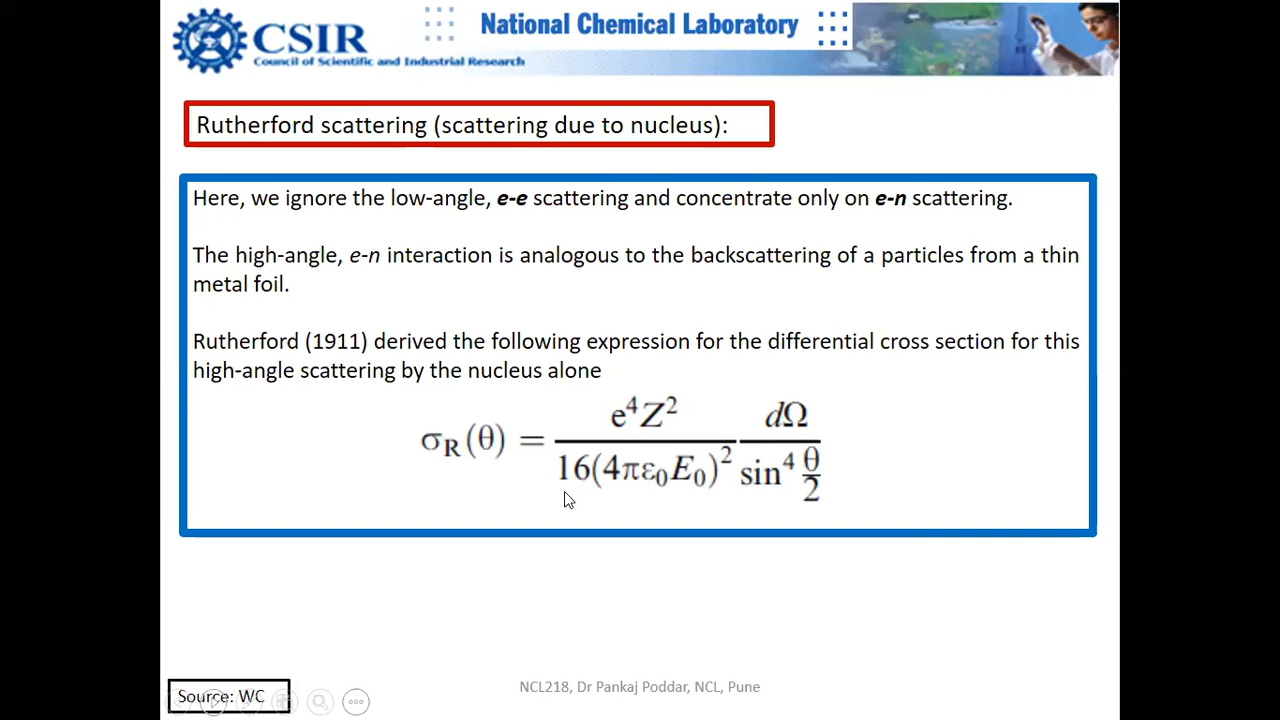 CSIR
Council of Scientific and Industrial Research
National Chemical Laboratory
Rutherford scattering (scattering due to nucleus):
Here, we ignore the low-angle, e-e scattering and concentrate only on e-n scattering.
The high-angle, e-n interaction is analogous to the backscattering of a particles from a thin
metal foil.
Rutherford (1911) derived the following expression for the differential cross section for this
high-angle scattering by the nucleus alone
σ_R(θ) = e⁴Z² / 16(4πε₀E₀)² dΩ / sin⁴ θ/2
Source: WC
NCL218, Dr Pankaj Poddar, NCL, Pune